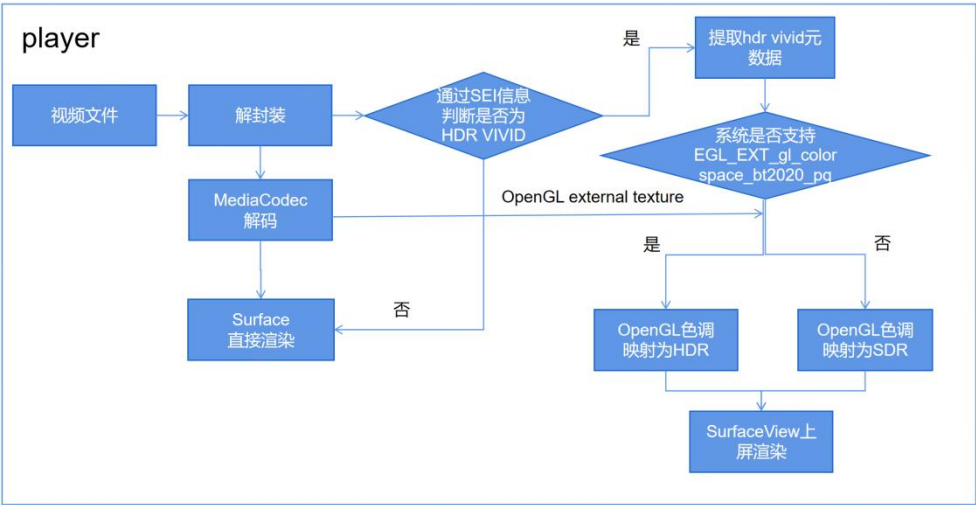 player
视频文件
解封装
通过SEI信息
判断是否为
HDR VIVID
是
提取hdr vivid元
数据
系统是否支持
EGL_EXT_gl_color
space_bt2020_pq
MediaCodec
解码
OpenGL external texture
是
否
Surface
直接渲染
否
OpenGL色调
映射为HDR
OpenGL色调
映射为SDR
SurfaceView上
屏渲染